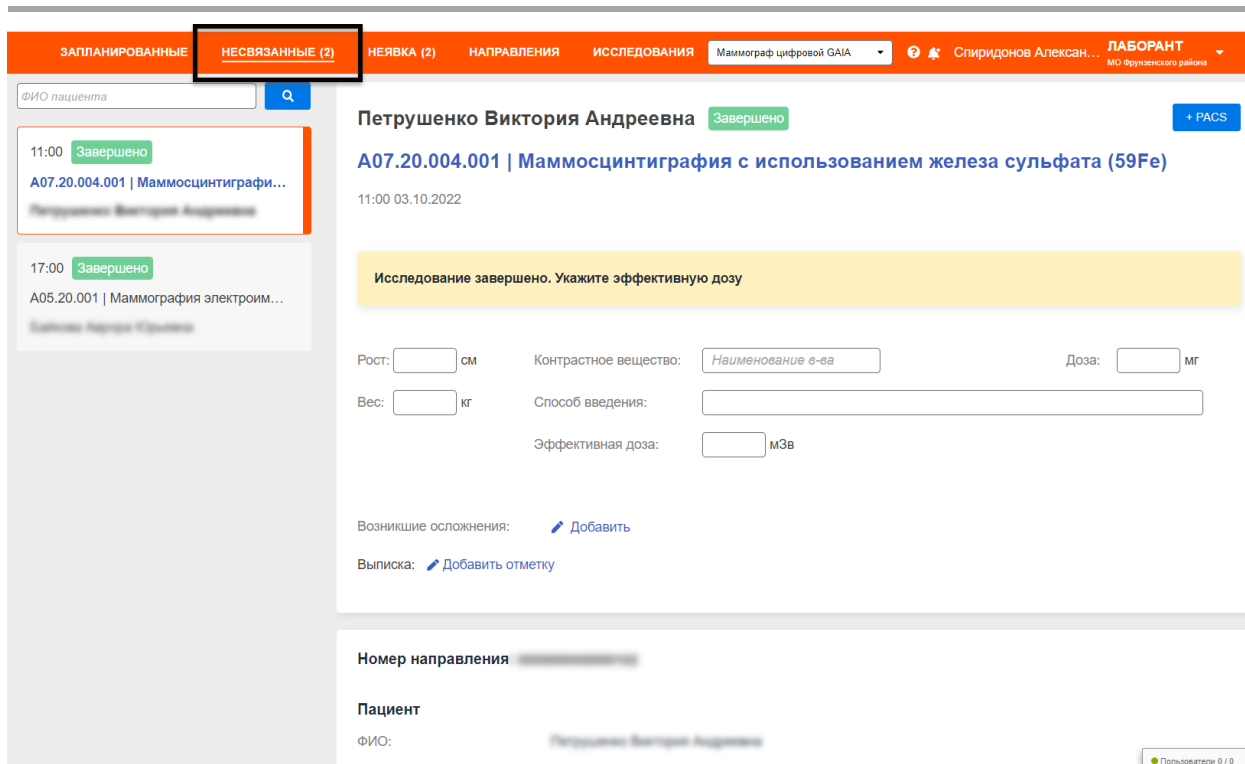 ЗАПЛАНИРОВАННЫЕ НЕСВЯЗАННЫЕ (2) НЕЯВКА (2) НАПРАВЛЕНИЯ ИССЛЕДОВАНИЯ Маммограф цифровой GAIA Спиридонов Алексан... ЛАБОРАНТ
МО Фрунзенского района
ФИО пациента
11:00 Завершено
A07.20.004.001 | Маммосцинтиграфи...
17:00 Завершено
A05.20.001 | Маммография электроим...
Петрушенко Виктория Андреевна Завершено + PACS
A07.20.004.001 | Маммосцинтиграфия с использованием железа сульфата (59Fe)
11:00 03.10.2022
Исследование завершено. Укажите эффективную дозу
Рост: см Контрастное вещество: Наименование в-ва Доза: мг
Вес: кг Способ введения:
Эффективная доза: мЗв
Возникшие осложнения: Добавить
Выписка: Добавить отметку
Номер направления
Пациент
ФИО:
Пользователи 0 / 0